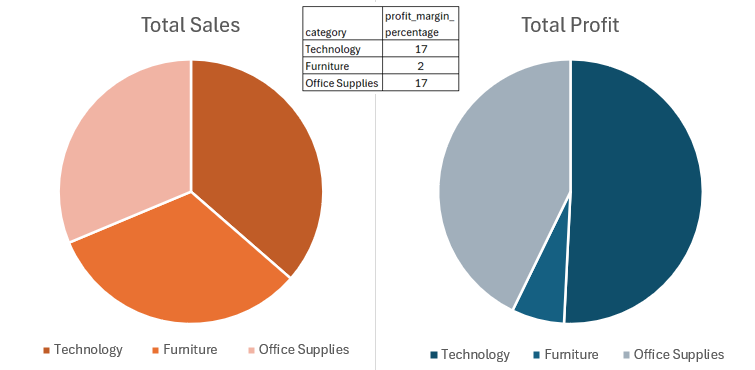 Total Sales
profit_margin_
category percentage
Technology 17
Furniture 2
Office Supplies 17
Total Profit
Technology Furniture Office Supplies
Technology Furniture Office Supplies